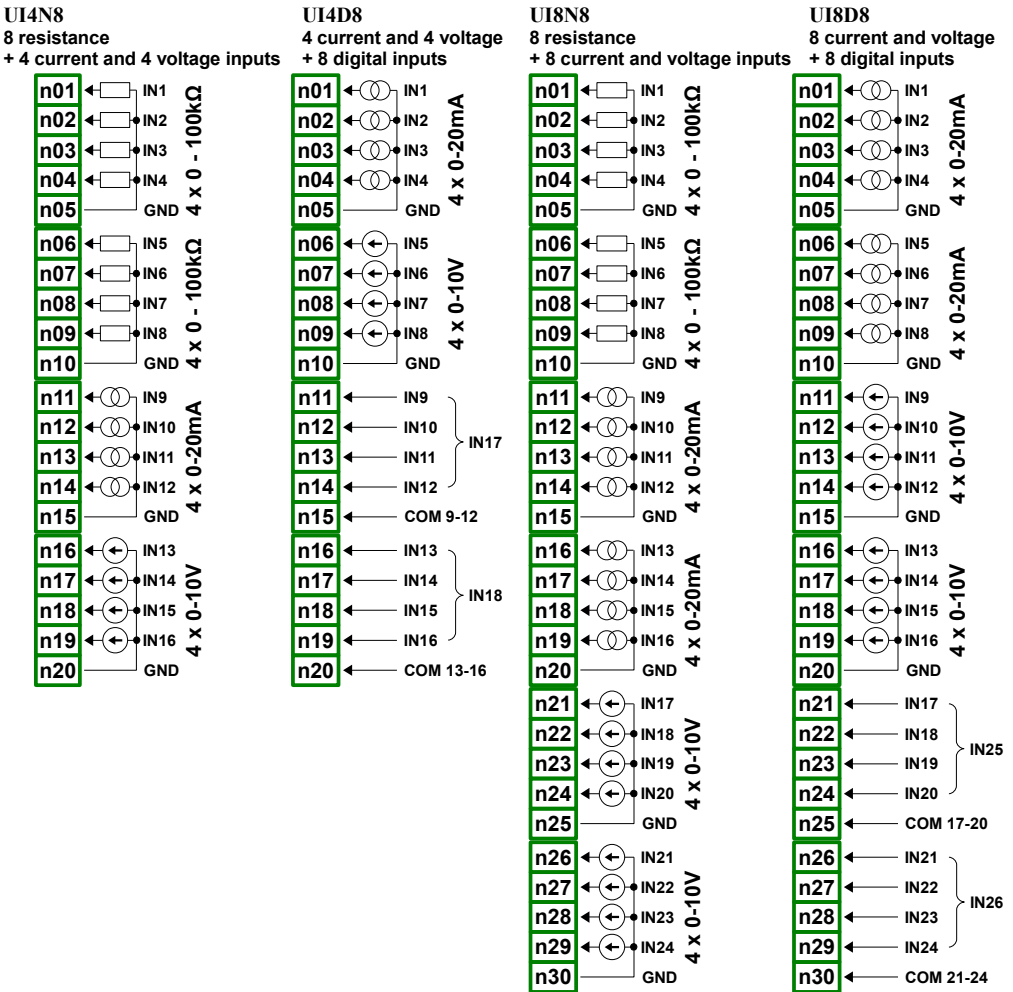 UI4N8
8 resistance
+ 4 current and 4 voltage inputs
n01 IN1
n02 IN2
n03 IN3
n04 IN4
n05 GND
4 x 0 - 100kΩ
n06 IN5
n07 IN6
n08 IN7
n09 IN8
n10 GND
4 x 0 - 100kΩ
n11 IN9
n12 IN10
n13 IN11
n14 IN12
n15 GND
4 x 0-20mA
n16 IN13
n17 IN14
n18 IN15
n19 IN16
n20 GND
4 x 0-10V
UI4D8
4 current and 4 voltage
+ 8 digital inputs
n01 IN1
n02 IN2
n03 IN3
n04 IN4
n05 GND
4 x 0-20mA
n06 IN5
n07 IN6
n08 IN7
n09 IN8
n10 GND
4 x 0-10V
n11 IN9
n12 IN10
n13 IN11
n14 IN12
IN17
n15 COM 9-12
n16 IN13
n17 IN14
n18 IN15
n19 IN16
IN18
n20 COM 13-16
UI8N8
8 resistance
+ 8 current and voltage inputs
n01 IN1
n02 IN2
n03 IN3
n04 IN4
n05 GND
4 x 0 - 100kΩ
n06 IN5
n07 IN6
n08 IN7
n09 IN8
n10 GND
4 x 0 - 100kΩ
n11 IN9
n12 IN10
n13 IN11
n14 IN12
n15 GND
4 x 0-20mA
n16 IN13
n17 IN14
n18 IN15
n19 IN16
n20 GND
4 x 0-20mA
n21 IN17
n22 IN18
n23 IN19
n24 IN20
n25 GND
4 x 0-10V
n26 IN21
n27 IN22
n28 IN23
n29 IN24
n30 GND
4 x 0-10V
UI8D8
8 current and voltage
+ 8 digital inputs
n01 IN1
n02 IN2
n03 IN3
n04 IN4
n05 GND
4 x 0-20mA
n06 IN5
n07 IN6
n08 IN7
n09 IN8
n10 GND
4 x 0-20mA
n11 IN9
n12 IN10
n13 IN11
n14 IN12
n15 GND
4 x 0-10V
n16 IN13
n17 IN14
n18 IN15
n19 IN16
n20 GND
4 x 0-10V
n21 IN17
n22 IN18
n23 IN19
n24 IN20
IN25
n25 COM 17-20
n26 IN21
n27 IN22
n28 IN23
n29 IN24
IN26
n30 COM 21-24